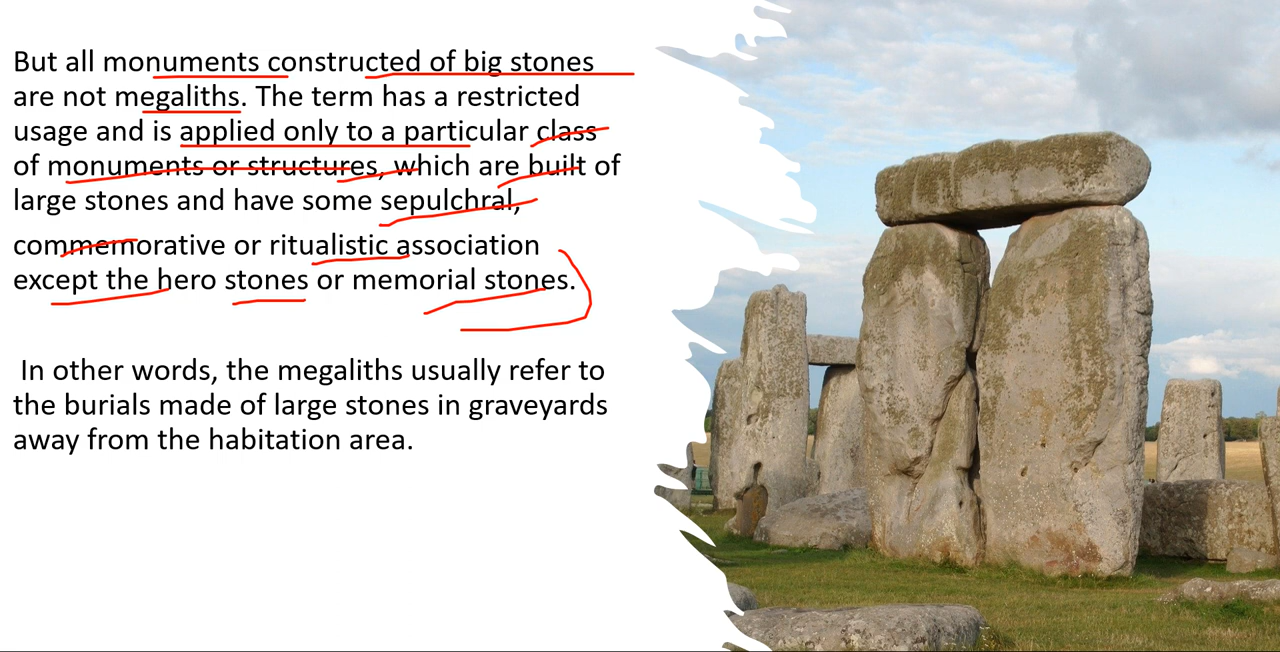 But all monuments constructed of big stones
are not megaliths. The term has a restricted
usage and is applied only to a particular class
of monuments or structures, which are built of
large stones and have some sepulchral,
commemorative or ritualistic association
except the hero stones or memorial stones.
In other words, the megaliths usually refer to
the burials made of large stones in graveyards
away from the habitation area.